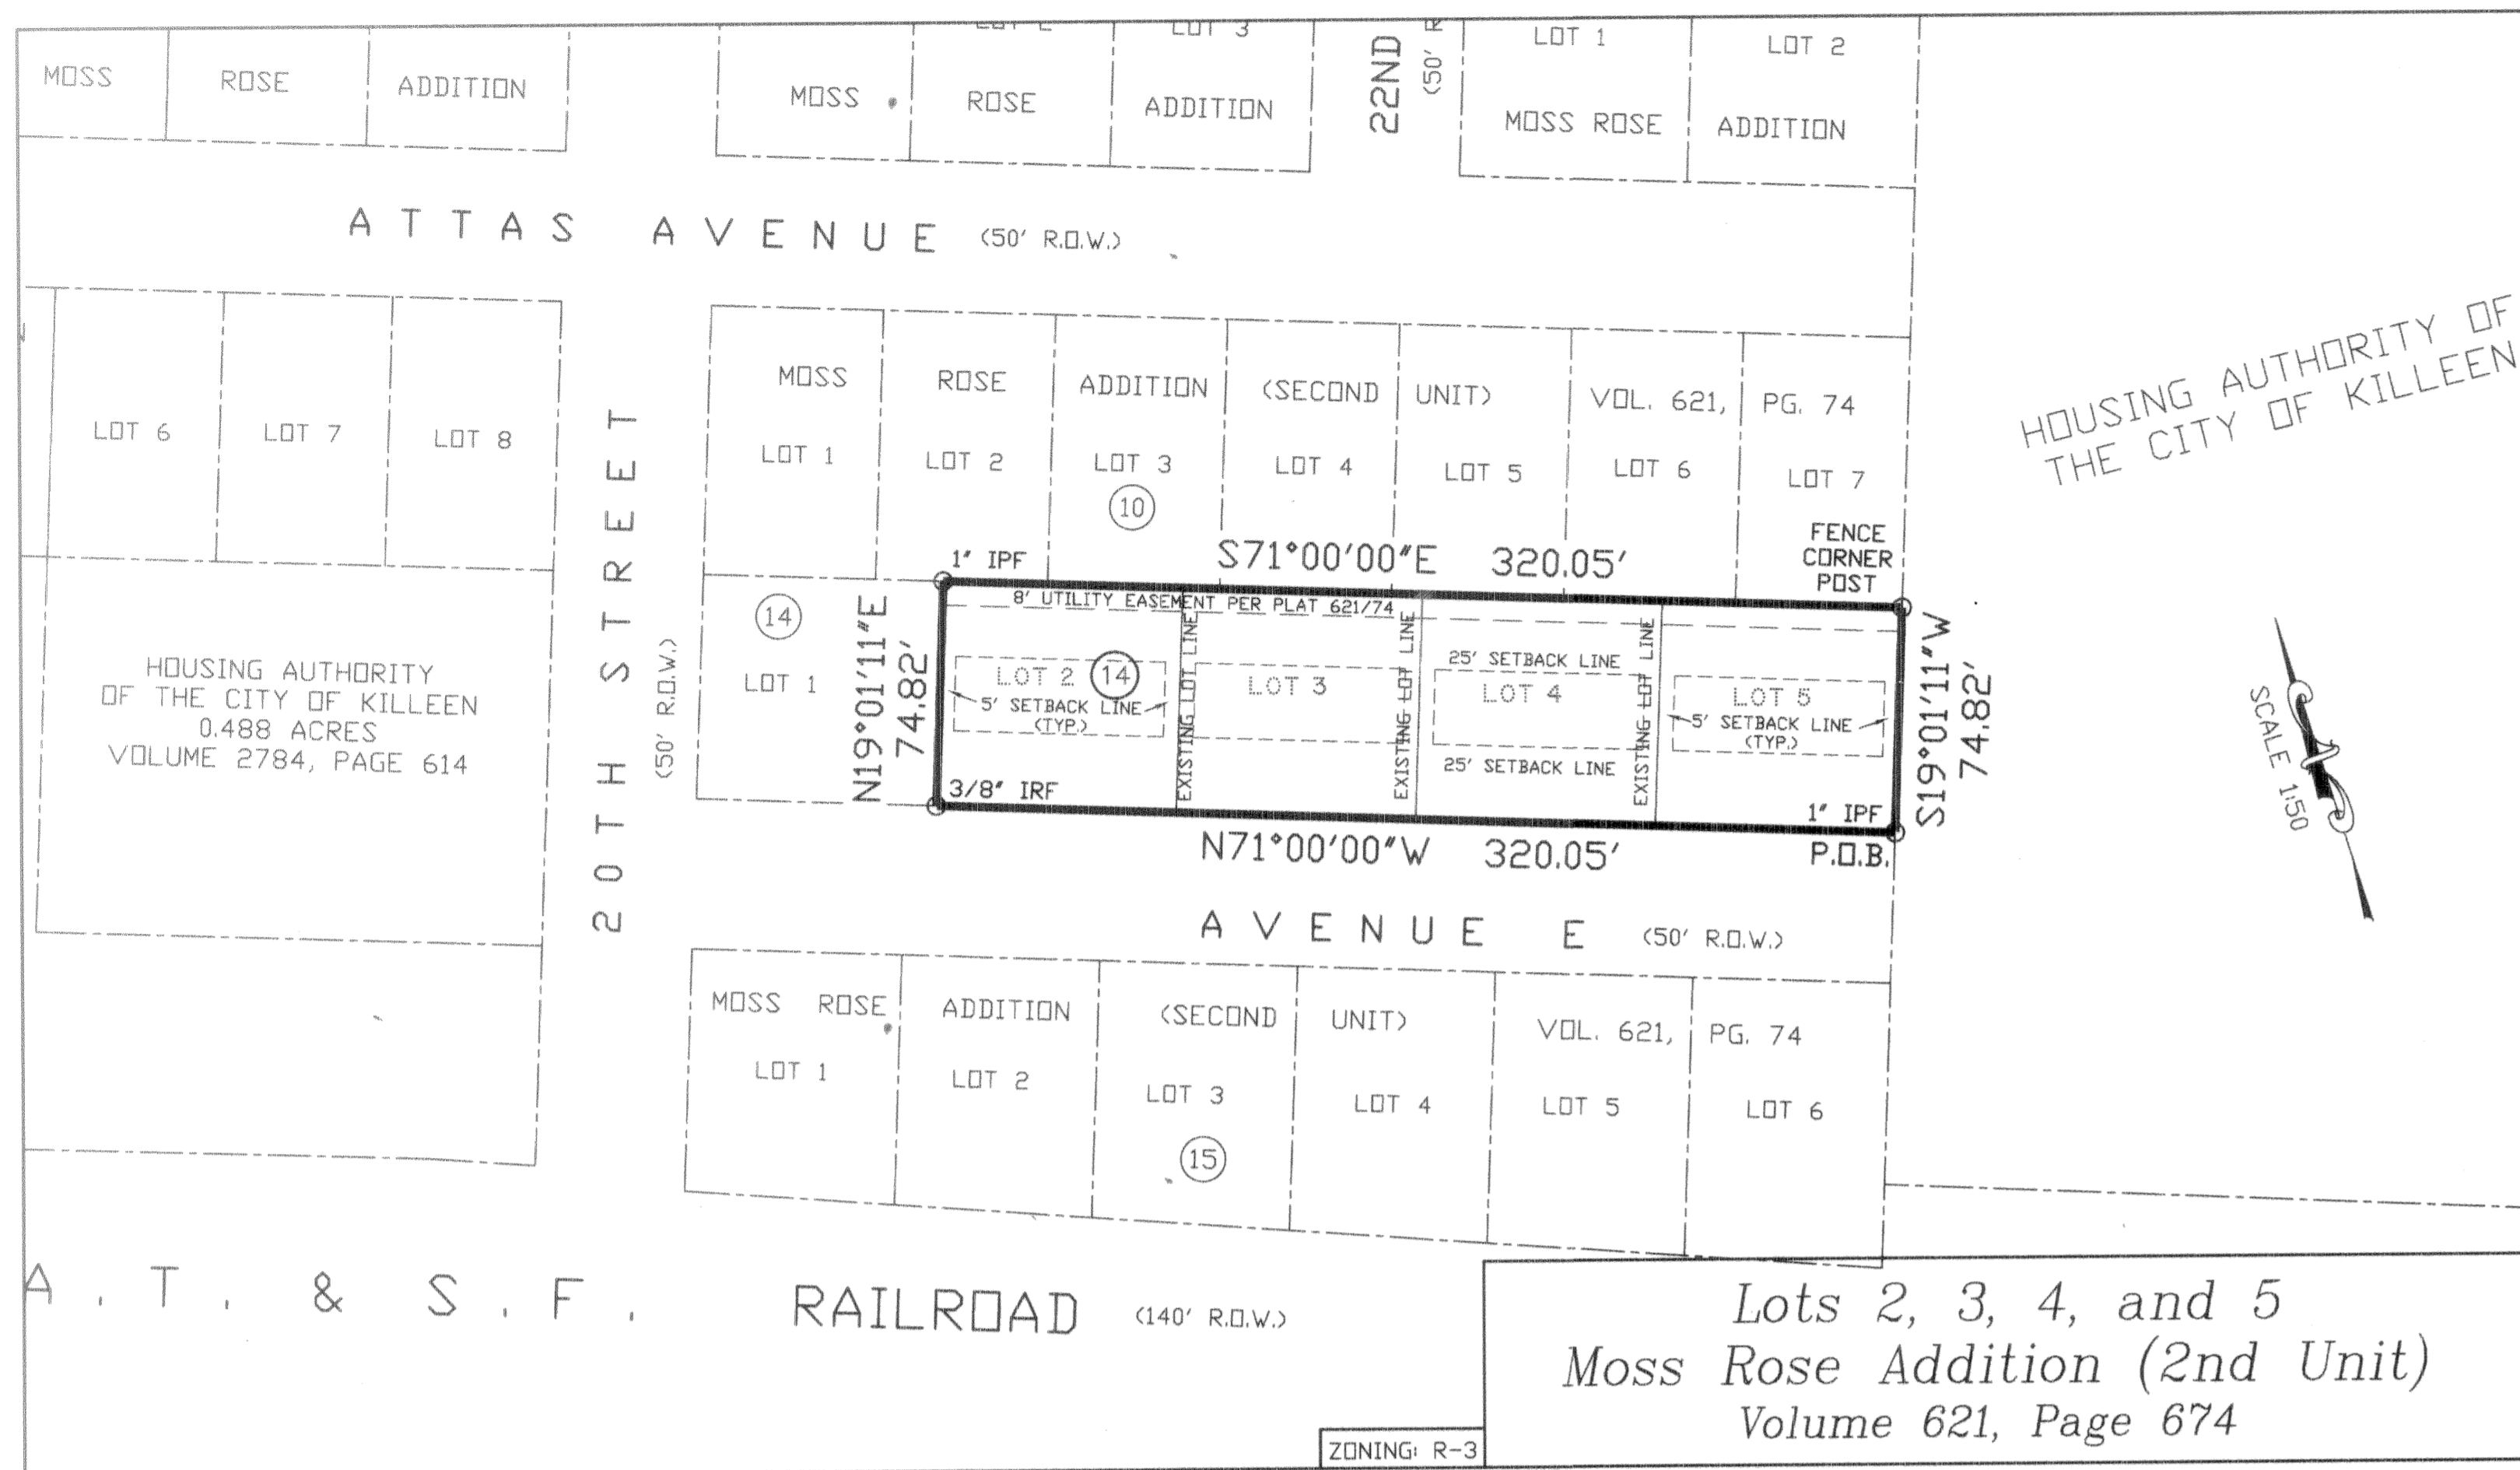 MOSS ROSE ADDITION
MOSS ROSE ADDITION
LOT 3
22ND
(50' R
LOT 1
LOT 2
MOSS ROSE ADDITION
ATTAS AVENUE (50' R.O.W.)
LOT 6
LOT 7
LOT 8
20TH STREET
(50' R.O.W.)
MOSS ROSE ADDITION (SECOND UNIT) VOL. 621, PG. 74
LOT 1
LOT 2
LOT 3
LOT 4
LOT 5
LOT 6
LOT 7
10
HOUSING AUTHORITY OF
THE CITY OF KILLEEN
FENCE
CORNER
POST
1" IPF
S71°00'00"E 320.05'
8' UTILITY EASEMENT PER PLAT 621/74
14
LOT 1
N19°01'11"E
74.82'
LOT 2
14
5' SETBACK LINE
(TYP.)
EXISTING LOT LINE
LOT 3
EXISTING LOT LINE
25' SETBACK LINE
LOT 4
25' SETBACK LINE
EXISTING LOT LINE
LOT 5
5' SETBACK LINE
(TYP.)
S19°01'11"W
74.82'
SCALE 1:50
3/8" IRF
1" IPF
N71°00'00"W 320.05'
P.O.B.
HOUSING AUTHORITY
OF THE CITY OF KILLEEN
0.488 ACRES
VOLUME 2784, PAGE 614
AVENUE E (50' R.O.W.)
MOSS ROSE ADDITION (SECOND UNIT) VOL. 621, PG. 74
LOT 1
LOT 2
LOT 3
LOT 4
LOT 5
LOT 6
15
A.T. & S.F. RAILROAD (140' R.O.W.)
Lots 2, 3, 4, and 5
Moss Rose Addition (2nd Unit)
Volume 621, Page 674
ZONING: R-3